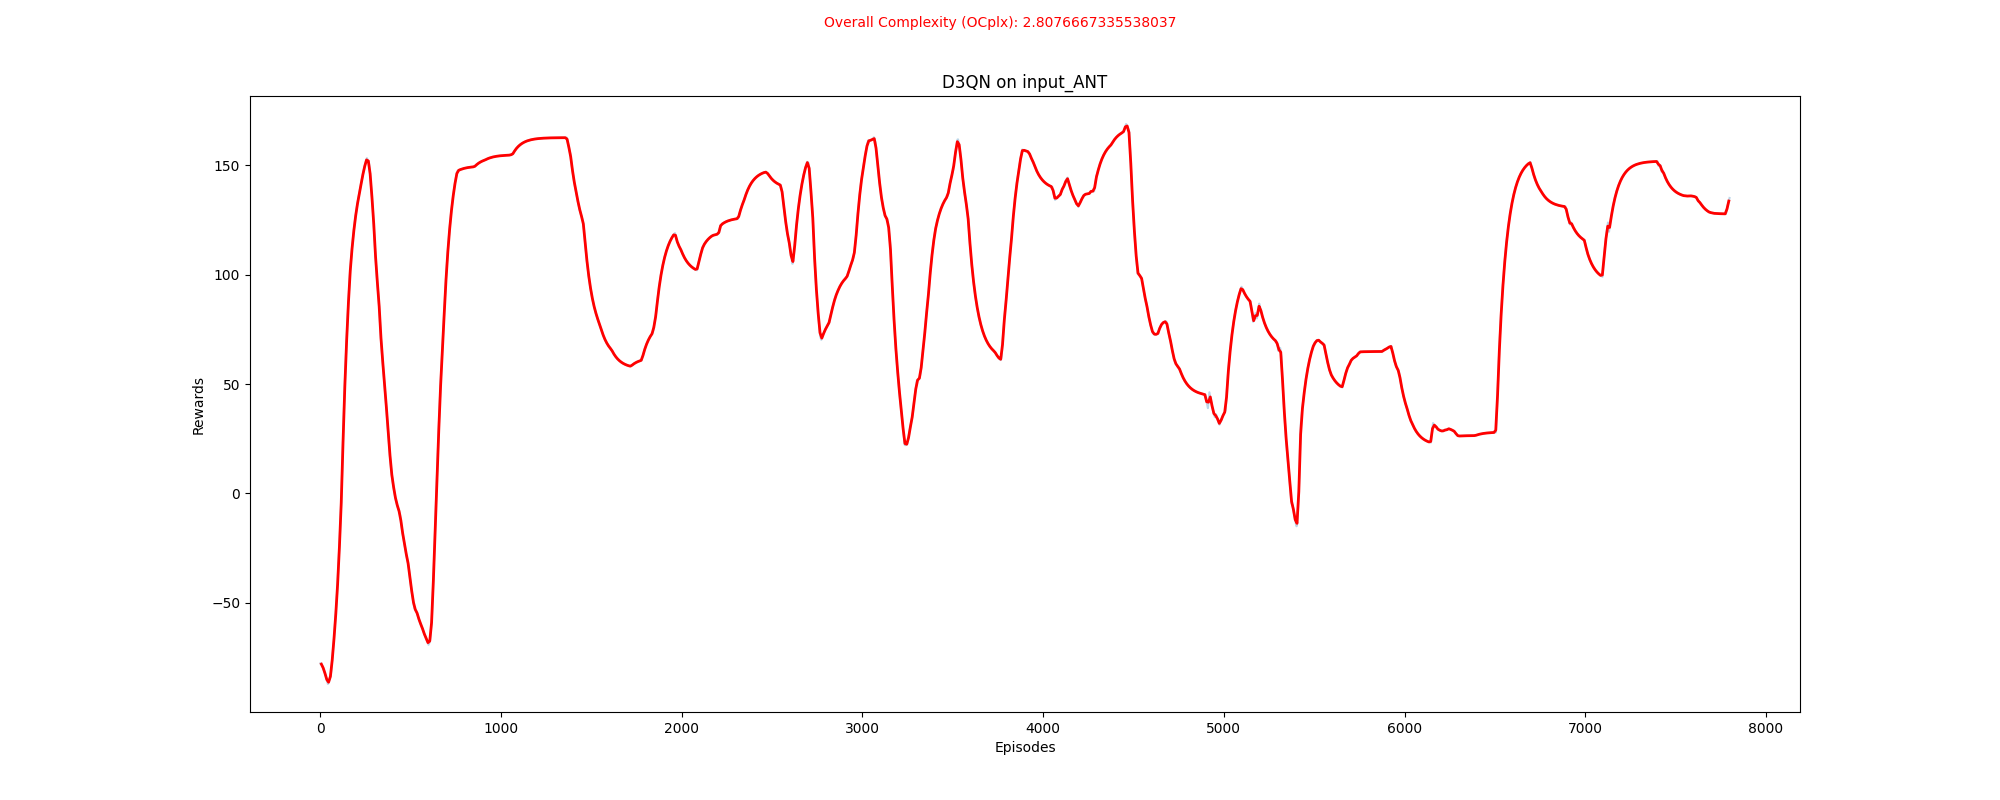 Overall Complexity (OCplx): 2.8076667335538037
D3QN on input_ANT
150
100
50
0
−50
Rewards
0 1000 2000 3000 4000 5000 6000 7000 8000
Episodes